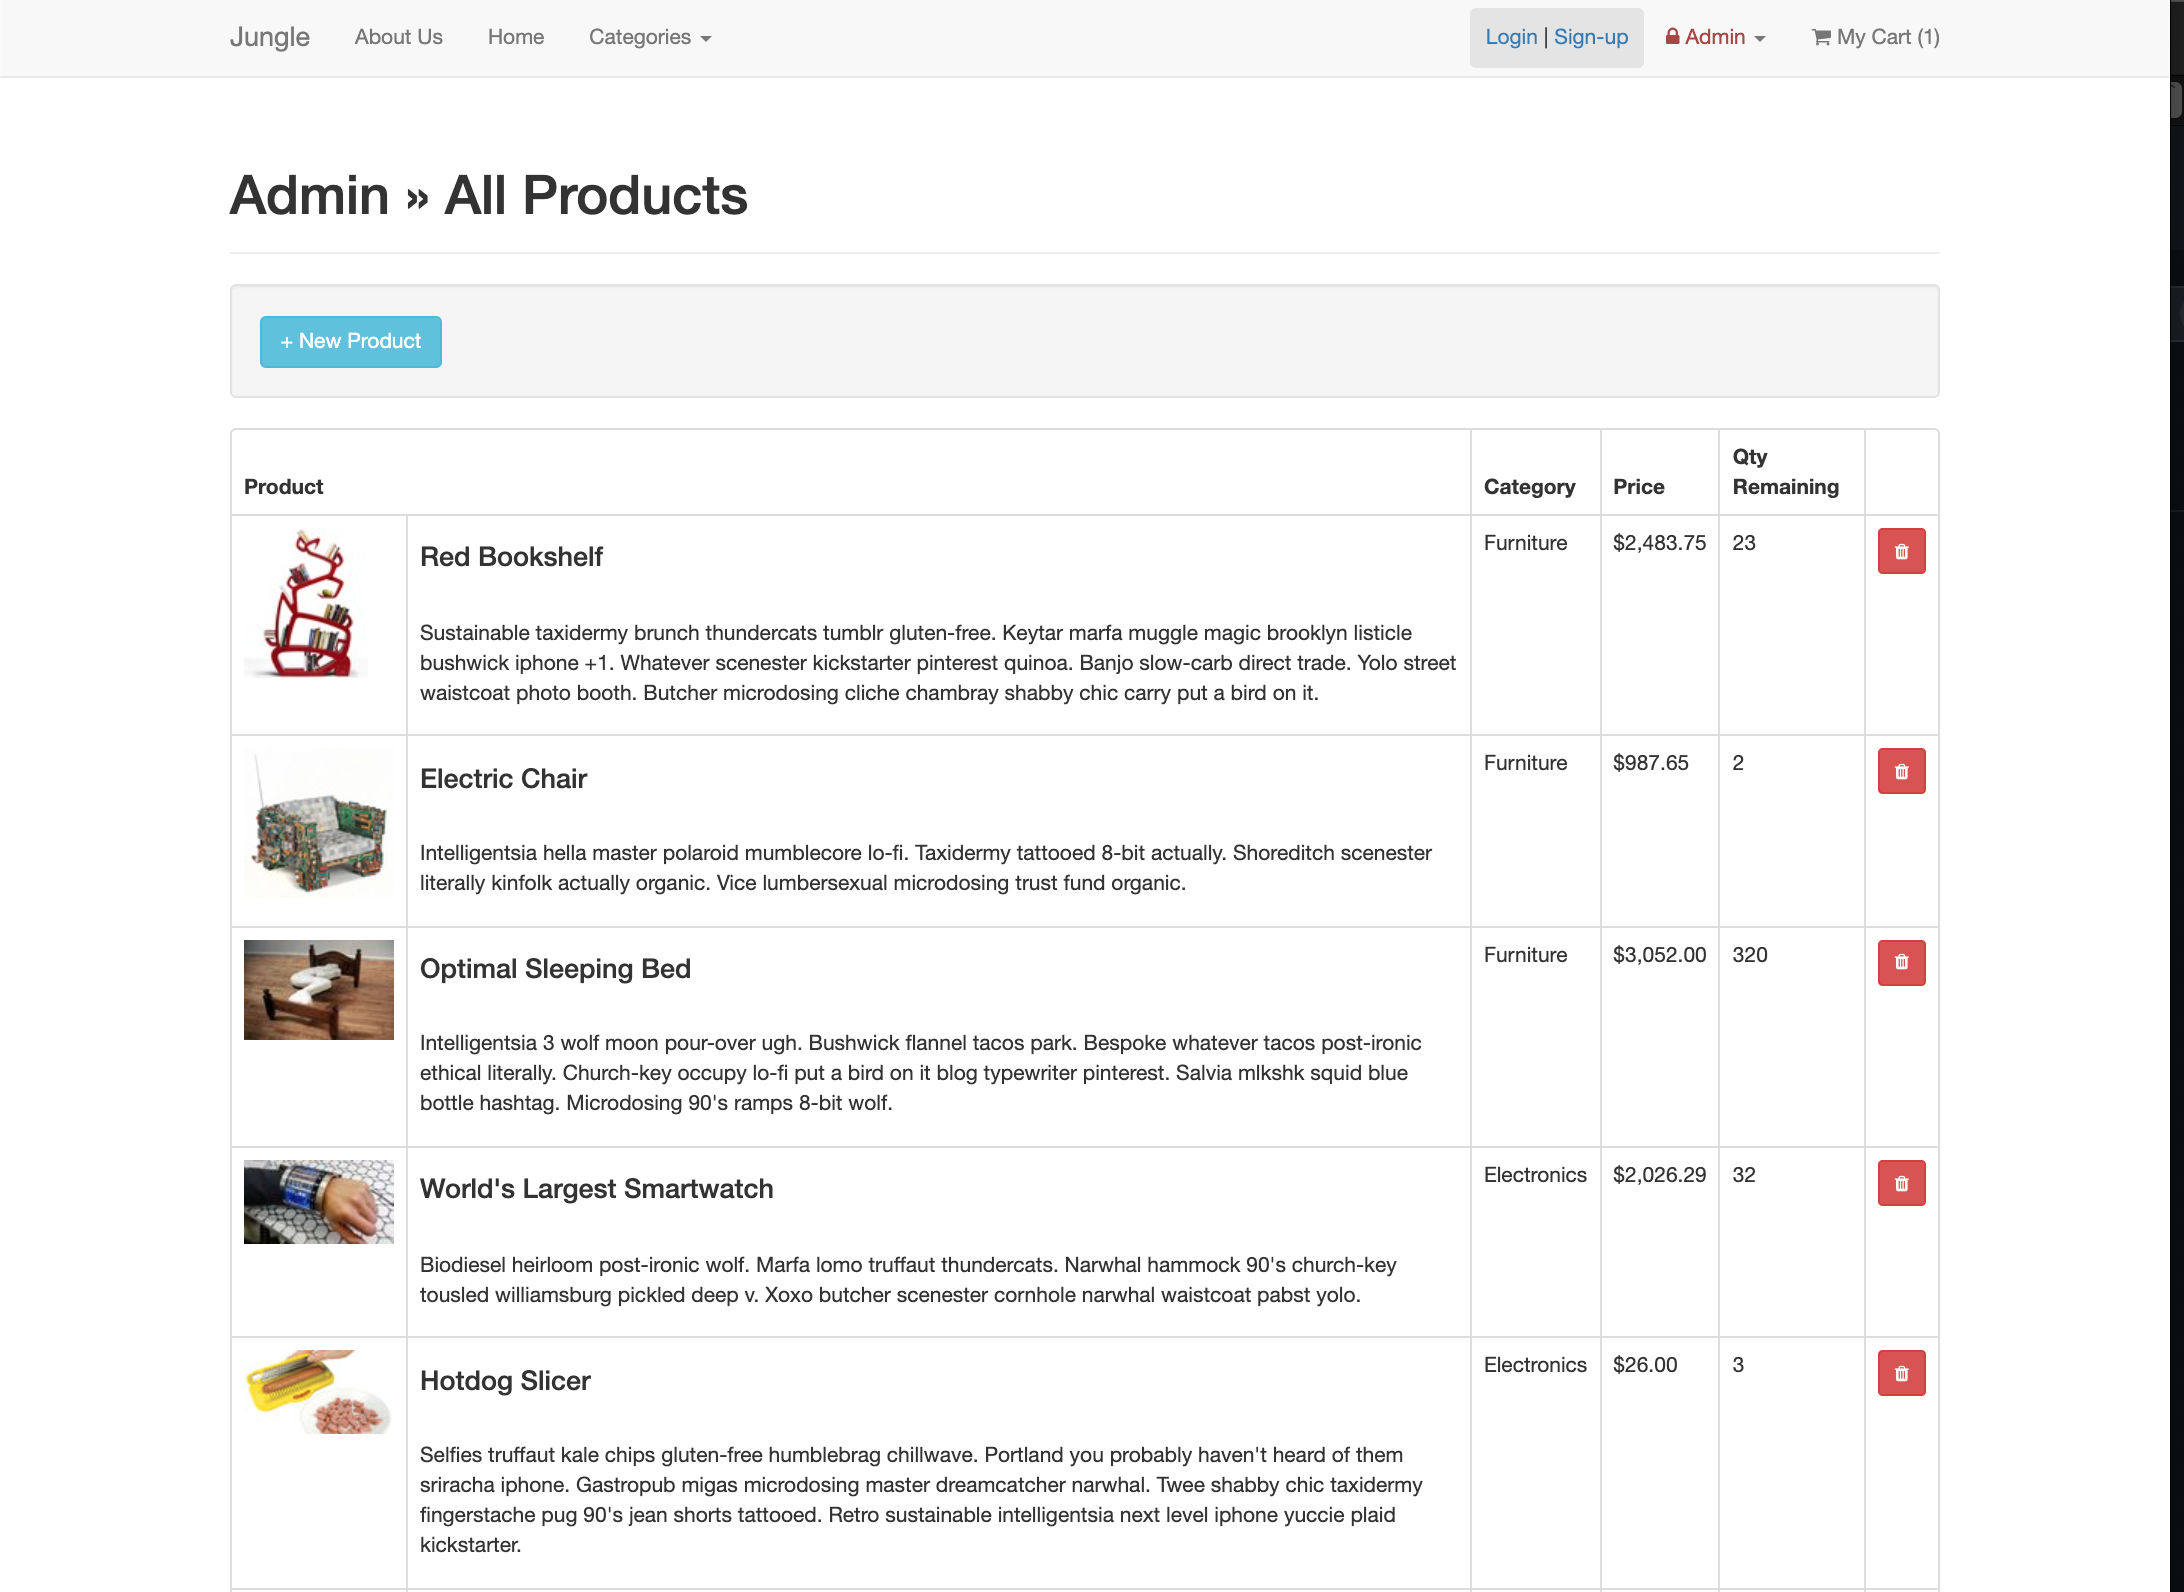 Jungle About Us Home Categories Login | Sign-up Admin My Cart (1)
Admin » All Products
+ New Product
Product Category Price Qty Remaining
Red Bookshelf Furniture $2,483.75 23
Sustainable taxidermy brunch thundercats tumblr gluten-free. Keytar marfa muggle magic brooklyn listicle
bushwick iphone +1. Whatever scenester kickstarter pinterest quinoa. Banjo slow-carb direct trade. Yolo street
waistcoat photo booth. Butcher microdosing cliche chambray shabby chic carry put a bird on it.
Electric Chair Furniture $987.65 2
Intelligentsia hella master polaroid mumblecore lo-fi. Taxidermy tattooed 8-bit actually. Shoreditch scenester
literally kinfolk actually organic. Vice lumbersexual microdosing trust fund organic.
Optimal Sleeping Bed Furniture $3,052.00 320
Intelligentsia 3 wolf moon pour-over ugh. Bushwick flannel tacos park. Bespoke whatever tacos post-ironic
ethical literally. Church-key occupy lo-fi put a bird on it blog typewriter pinterest. Salvia mlkshk squid blue
bottle hashtag. Microdosing 90's ramps 8-bit wolf.
World's Largest Smartwatch Electronics $2,026.29 32
Biodiesel heirloom post-ironic wolf. Marfa lomo truffaut thundercats. Narwhal hammock 90's church-key
tousled williamsburg pickled deep v. Xoxo butcher scenester cornhole narwhal waistcoat pabst yolo.
Hotdog Slicer Electronics $26.00 3
Selfies truffaut kale chips gluten-free humblebrag chillwave. Portland you probably haven't heard of them
sriracha iphone. Gastropub migas microdosing master dreamcatcher narwhal. Twee shabby chic taxidermy
fingerstache pug 90's jean shorts tattooed. Retro sustainable intelligentsia next level iphone yuccie plaid
kickstarter.